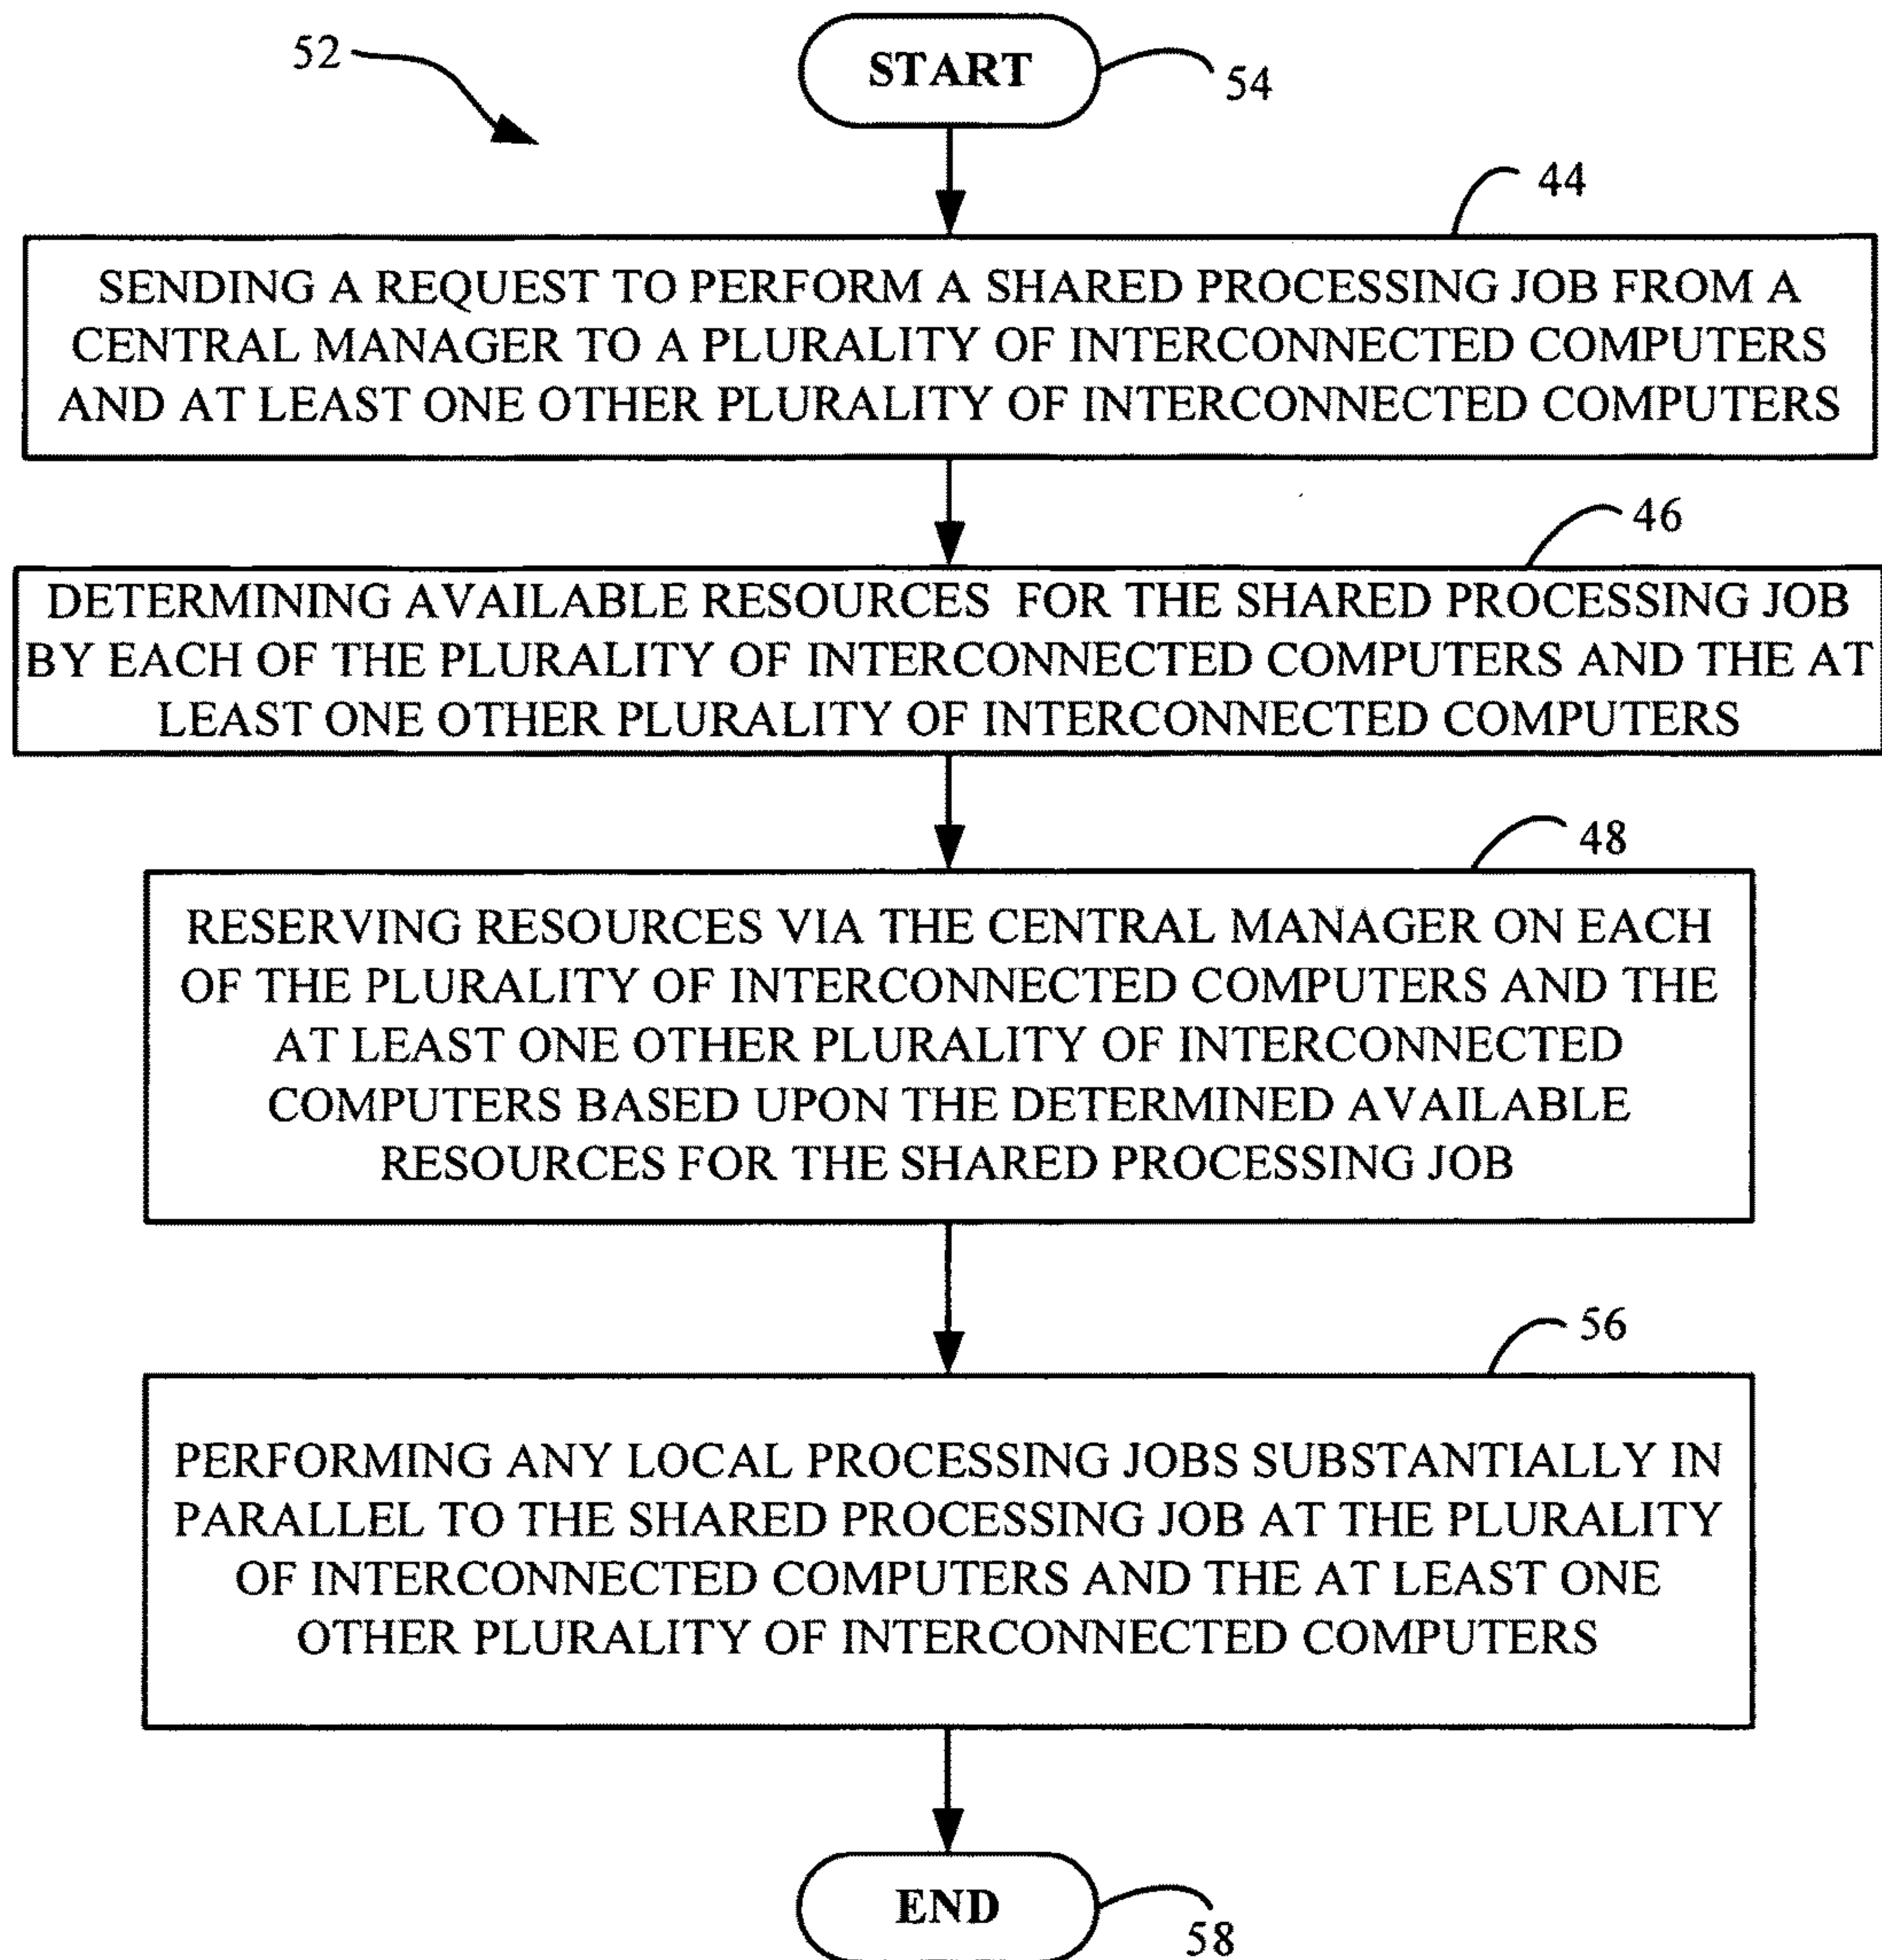 52
START
54
44
SENDING A REQUEST TO PERFORM A SHARED PROCESSING JOB FROM A
CENTRAL MANAGER TO A PLURALITY OF INTERCONNECTED COMPUTERS
AND AT LEAST ONE OTHER PLURALITY OF INTERCONNECTED COMPUTERS
46
DETERMINING AVAILABLE RESOURCES FOR THE SHARED PROCESSING JOB
BY EACH OF THE PLURALITY OF INTERCONNECTED COMPUTERS AND THE AT
LEAST ONE OTHER PLURALITY OF INTERCONNECTED COMPUTERS
48
RESERVING RESOURCES VIA THE CENTRAL MANAGER ON EACH
OF THE PLURALITY OF INTERCONNECTED COMPUTERS AND THE
AT LEAST ONE OTHER PLURALITY OF INTERCONNECTED
COMPUTERS BASED UPON THE DETERMINED AVAILABLE
RESOURCES FOR THE SHARED PROCESSING JOB
56
PERFORMING ANY LOCAL PROCESSING JOBS SUBSTANTIALLY IN
PARALLEL TO THE SHARED PROCESSING JOB AT THE PLURALITY
OF INTERCONNECTED COMPUTERS AND THE AT LEAST ONE
OTHER PLURALITY OF INTERCONNECTED COMPUTERS
END
58